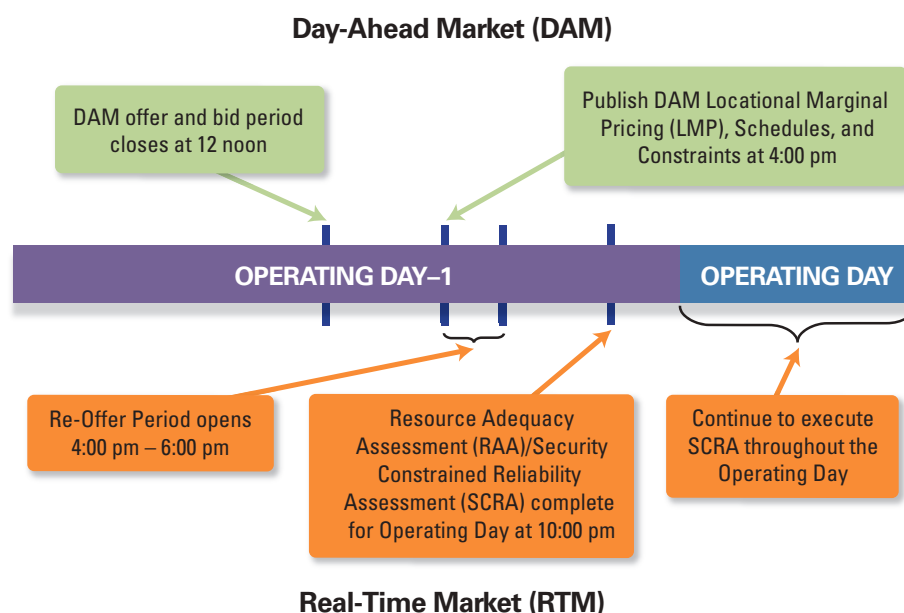 Day-Ahead Market (DAM)
DAM offer and bid period
closes at 12 noon
Publish DAM Locational Marginal
Pricing (LMP), Schedules, and
Constraints at 4:00 pm
OPERATING DAY–1
OPERATING DAY
Re-Offer Period opens
4:00 pm – 6:00 pm
Resource Adequacy
Assessment (RAA)/Security
Constrained Reliability
Assessment (SCRA) complete
for Operating Day at 10:00 pm
Continue to execute
SCRA throughout the
Operating Day
Real-Time Market (RTM)